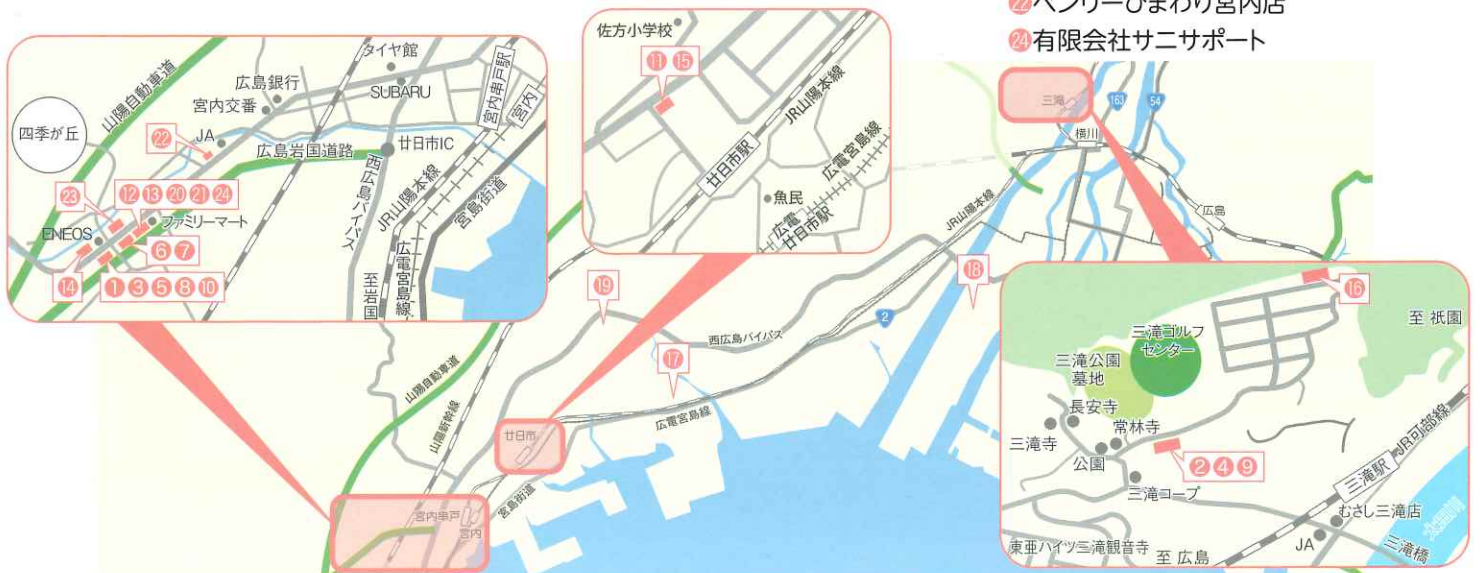 ㉒ベンリーひまわり宮内店
㉔有限会社サニサポート
四季が丘
山陽自動車道
タイヤ館
広島銀行
SUBARU
宮内交番
JA
㉒
広島岩国道路
廿日市IC
宮内串戸駅
宮内
㉓
⑫⑬⑳㉑㉔
ファミリーマート
ENEOS
⑥⑦
⑭
①③⑤⑧⑩
西広島バイパス
JR山陽本線
宮島街道
至岩国
広電宮島線
佐方小学校
⑪⑮
JR山陽本線
廿日市駅
広電宮島線
魚民
広電
廿日市駅
三滝
163
54
横川
広島
JR山陽本線
⑱
⑲
2
西広島バイパス
⑰
広電宮島線
山陽自動車道
山陽新幹線
廿日市
宮島街道
宮内串戸
宮内
⑯
至 祇園
三滝ゴルフ
センター
三滝公園
墓地
長安寺
常林寺
三滝寺
公園
②④⑨
三滝コープ
JR可部線
三滝駅
むさし三滝店
JA
太田川
三滝橋
東亜ハイツ三滝観音寺
至 広島